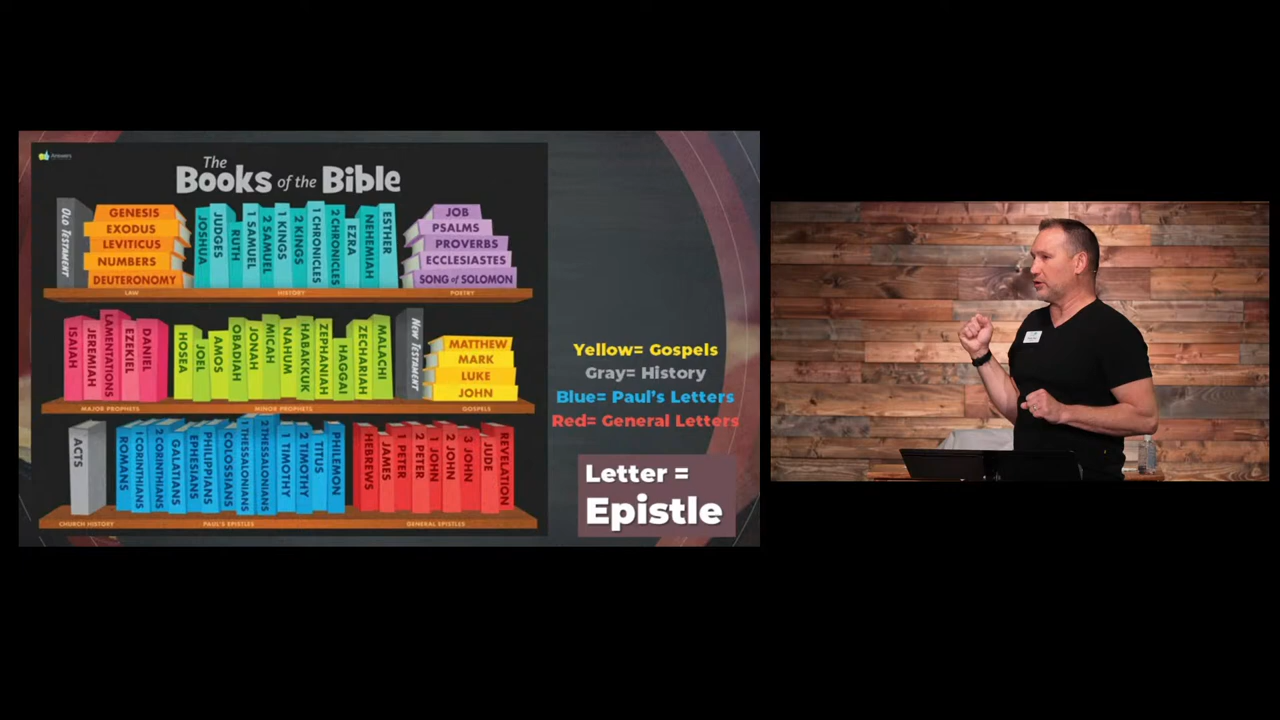 Answers
The
Books of the Bible
OLD TESTAMENT
GENESIS
EXODUS
LEVITICUS
NUMBERS
DEUTERONOMY
JOSHUA
JUDGES
RUTH
1 SAMUEL
2 SAMUEL
1 KINGS
2 KINGS
1 CHRONICLES
2 CHRONICLES
EZRA
NEHEMIAH
ESTHER
JOB
PSALMS
PROVERBS
ECCLESIASTES
SONG of SOLOMON
LAW
HISTORY
POETRY
ISAIAH
JEREMIAH
LAMENTATIONS
EZEKIEL
DANIEL
HOSEA
JOEL
AMOS
OBADIAH
JONAH
MICAH
NAHUM
HABAKKUK
ZEPHANIAH
HAGGAI
ZECHARIAH
MALACHI
NEW TESTAMENT
MATTHEW
MARK
LUKE
JOHN
MAJOR PROPHETS
MINOR PROPHETS
GOSPELS
ACTS
ROMANS
1 CORINTHIANS
2 CORINTHIANS
GALATIANS
EPHESIANS
PHILIPPIANS
COLOSSIANS
1 THESSALONIANS
2 THESSALONIANS
1 TIMOTHY
2 TIMOTHY
TITUS
PHILEMON
HEBREWS
JAMES
1 PETER
2 PETER
1 JOHN
2 JOHN
3 JOHN
JUDE
REVELATION
CHURCH HISTORY
PAUL'S EPISTLES
GENERAL EPISTLES
Yellow= Gospels
Gray= History
Blue= Paul's Letters
Red= General Letters
Letter =
Epistle